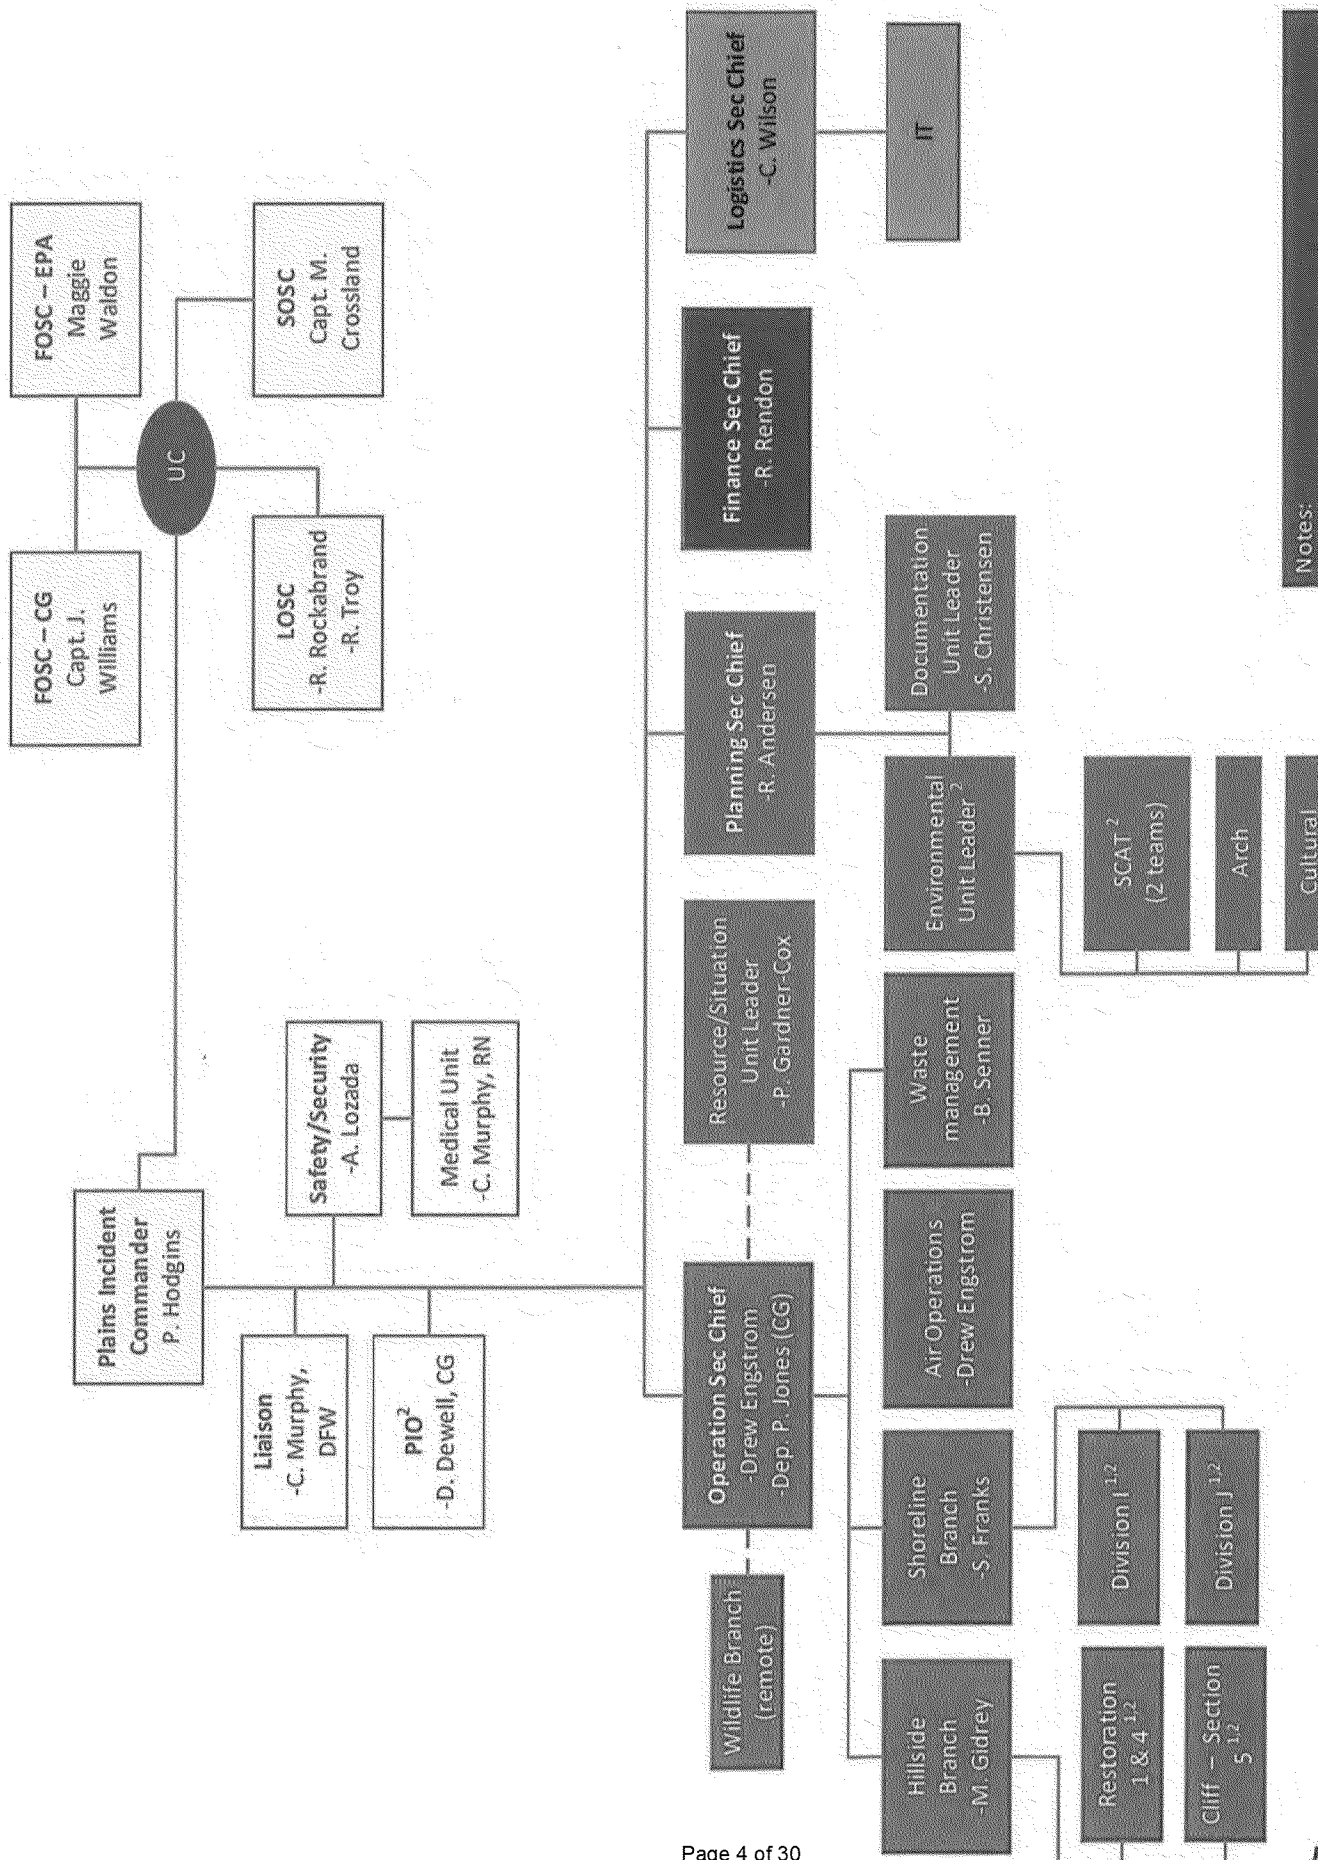 FOSC – CG
Capt. J.
Williams
FOSC – EPA
Maggie
Waldon
UC
LOSC
-R. Rockabrand
-R. Troy
SOSC
Capt. M.
Crossland
Plains Incident
Commander
P. Hodgins
Liaison
-C. Murphy,
DFW
Safety/Security
-A. Lozada
PIO²
-D. Dewell, CG
Medical Unit
-C. Murphy, RN
Wildlife Branch
(remote)
Operation Sec Chief
-Drew Engstrom
-Dep. P. Jones (CG)
Resource/Situation
Unit Leader
-P. Gardner-Cox
Planning Sec Chief
-R. Andersen
Finance Sec Chief
-R. Rendon
Logistics Sec Chief
-C. Wilson
Hillside
Branch
-M. Gidrey
Shoreline
Branch
-S. Franks
Air Operations
-Drew Engstrom
Waste
management
-B. Senner
Environmental
Unit Leader ²
Documentation
Unit Leader
-S. Christensen
IT
Restoration
1 & 4 ¹·²
Division I ¹·²
SCAT ²
(2 teams)
Cliff – Section
5 ¹·²
Division J ¹·²
Arch
Cultural
Notes:
Page 4 of 30